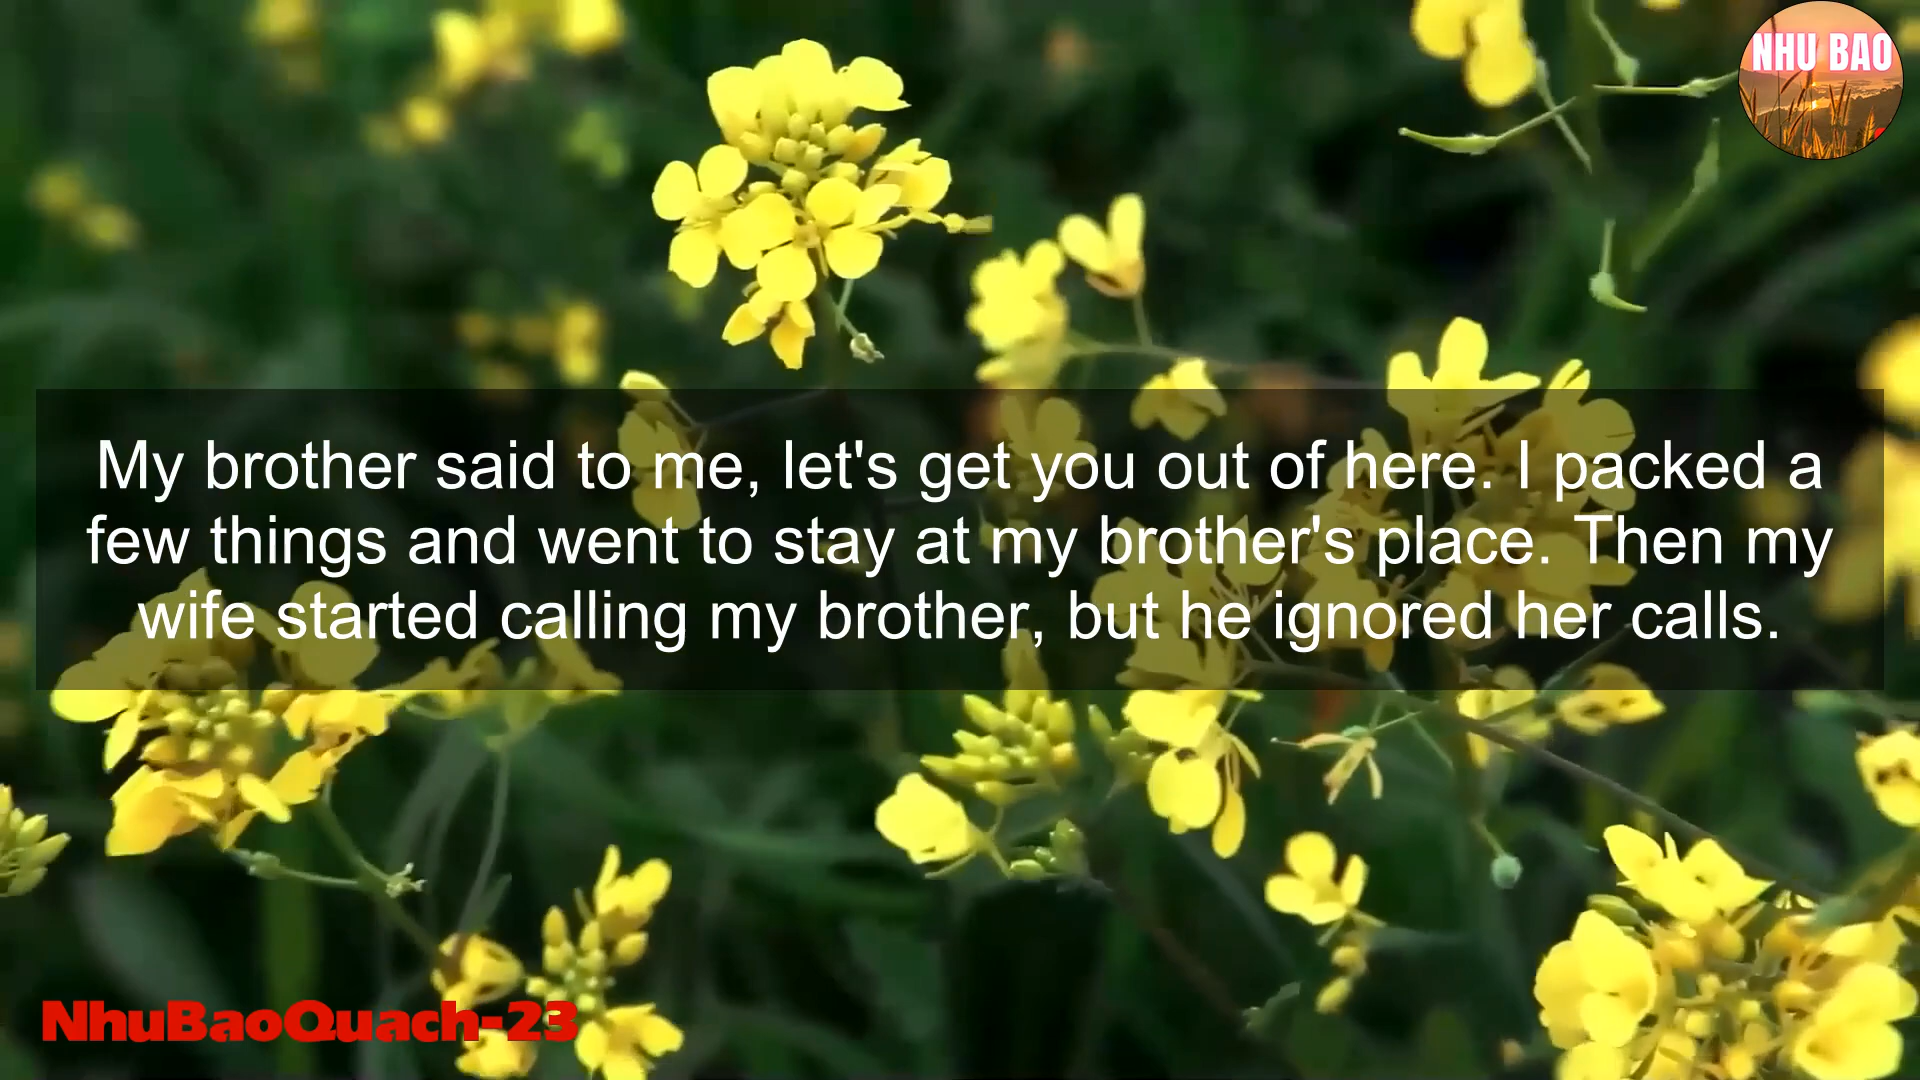 NHU BAO
My brother said to me, let's get you out of here. I packed a
few things and went to stay at my brother's place. Then my
wife started calling my brother, but he ignored her calls.
NhuBaoQuach-23